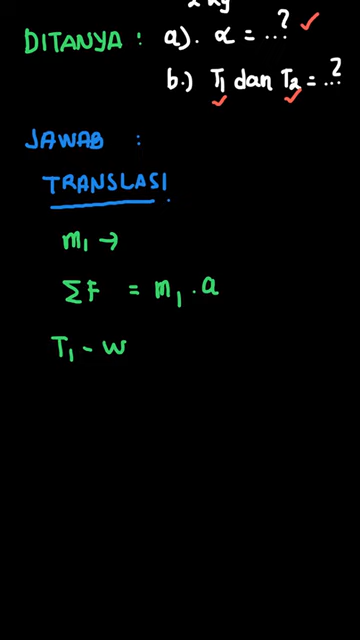 DITANYA : a). α = ...? ✓
b.) T₁ dan T₂ = ...?
JAWAB :
TRANSLASI
m₁ →
ΣF = m₁ . a
T₁ - w